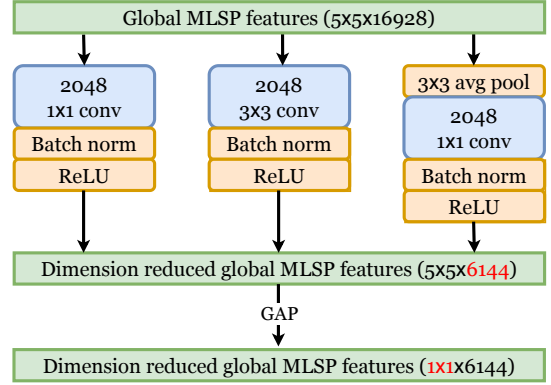 Global MLSP features (5x5x16928)
2048
1x1 conv
Batch norm
ReLU
2048
3x3 conv
Batch norm
ReLU
3x3 avg pool
2048
1x1 conv
Batch norm
ReLU
Dimension reduced global MLSP features (5x5x6144)
GAP
Dimension reduced global MLSP features (1x1x6144)